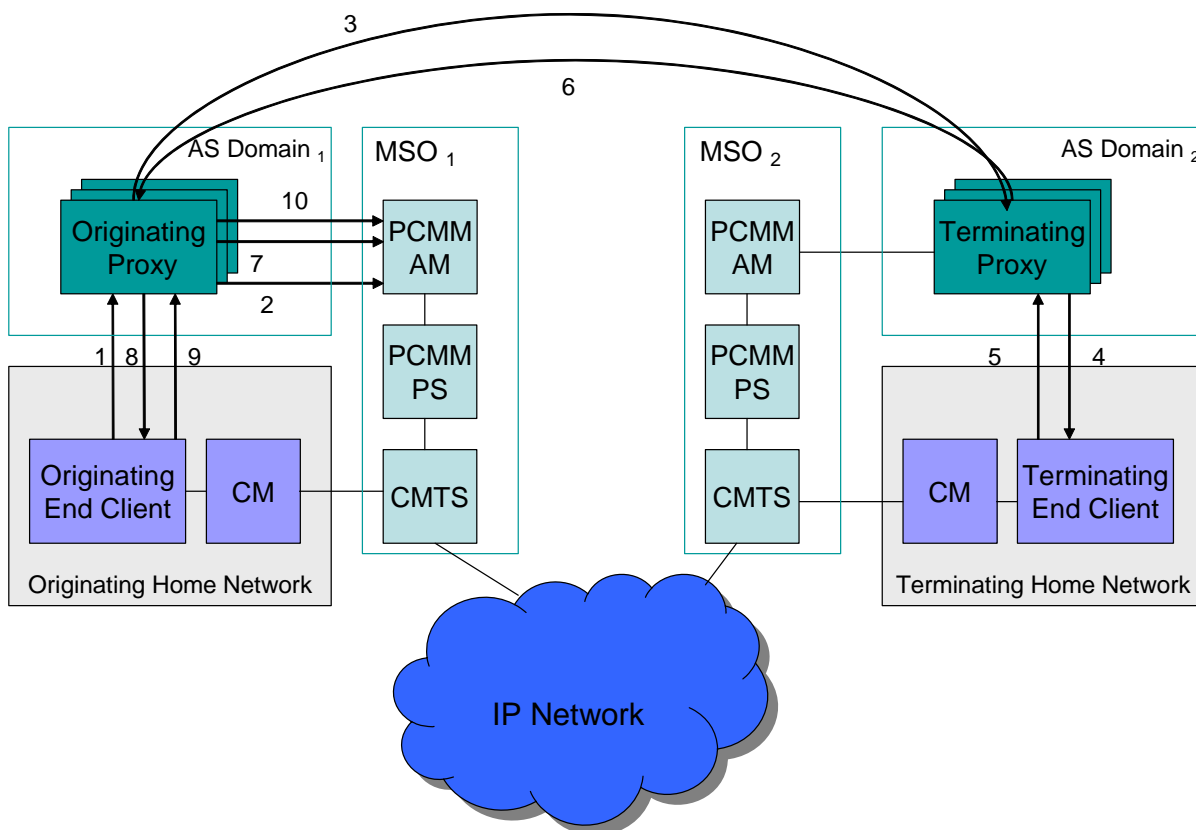 3
6
AS Domain 1
MSO 1
MSO 2
AS Domain 2
Originating
Proxy
10
7
2
PCMM
AM
PCMM
AM
Terminating
Proxy
1
8
9
PCMM
PS
PCMM
PS
5
4
Originating
End Client
CM
CMTS
CMTS
CM
Terminating
End Client
Originating Home Network
Terminating Home Network
IP Network